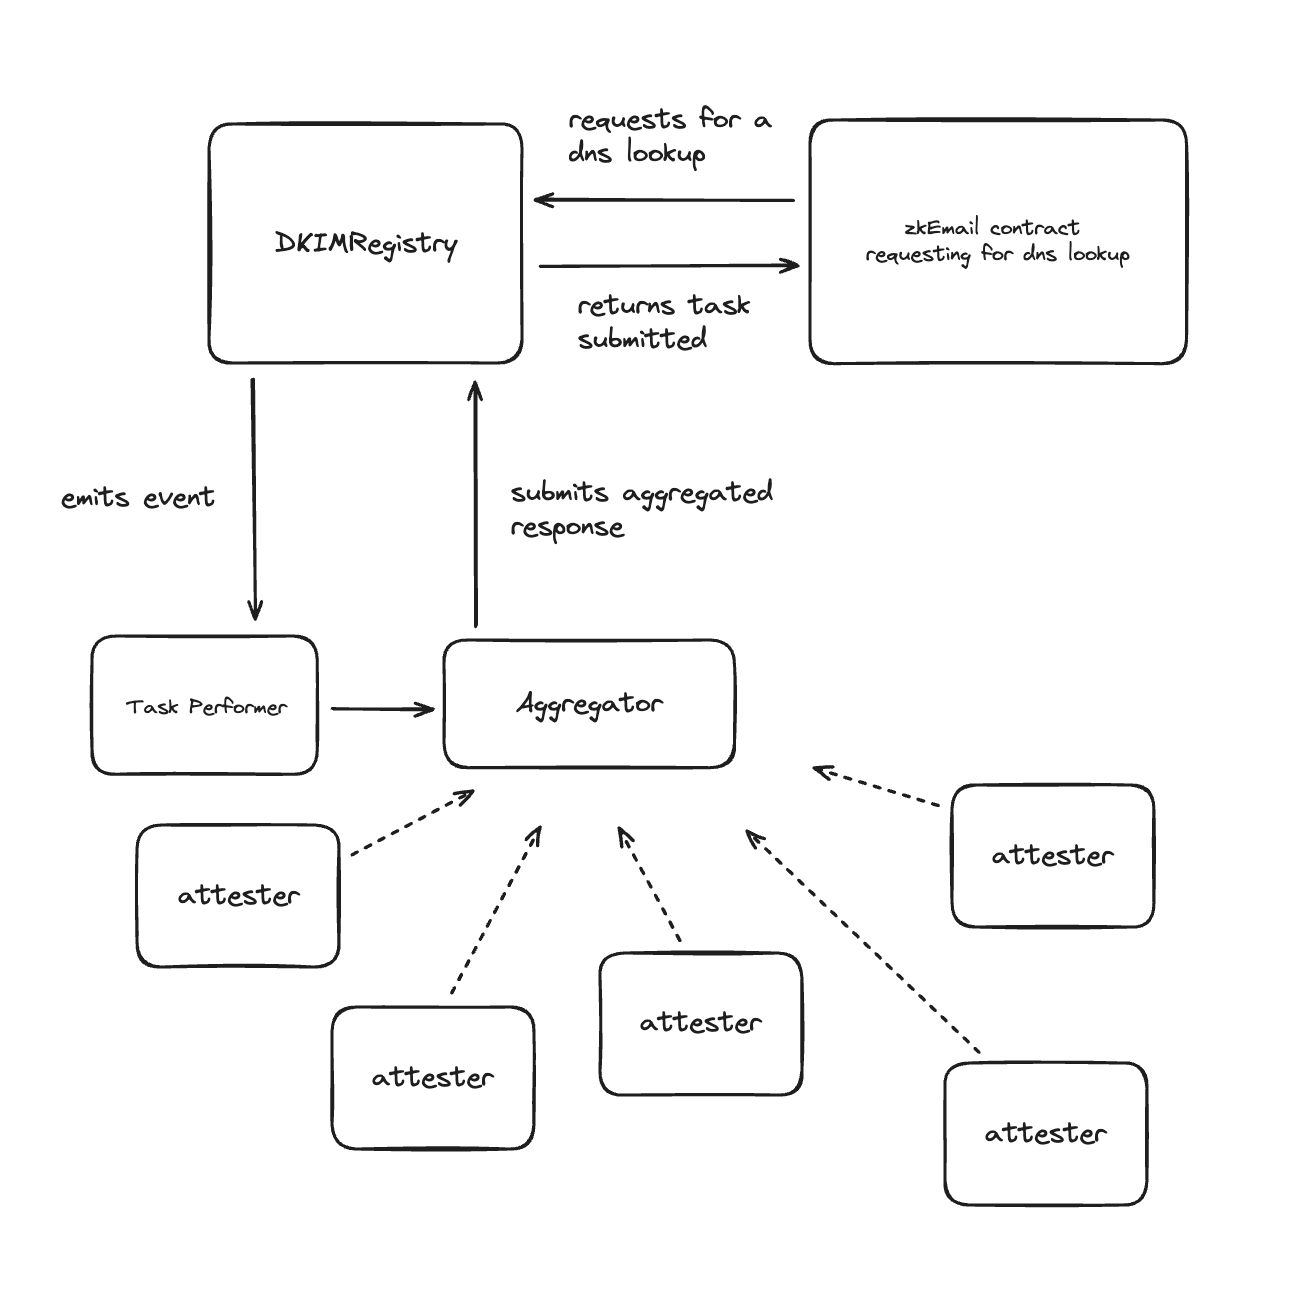 requests for a
dns lookup
DKIMRegistry
zkEmail contract
requesting for dns lookup
returns task
submitted
emits event
submits aggregated
response
Task Performer
Aggregator
attester
attester
attester
attester
attester